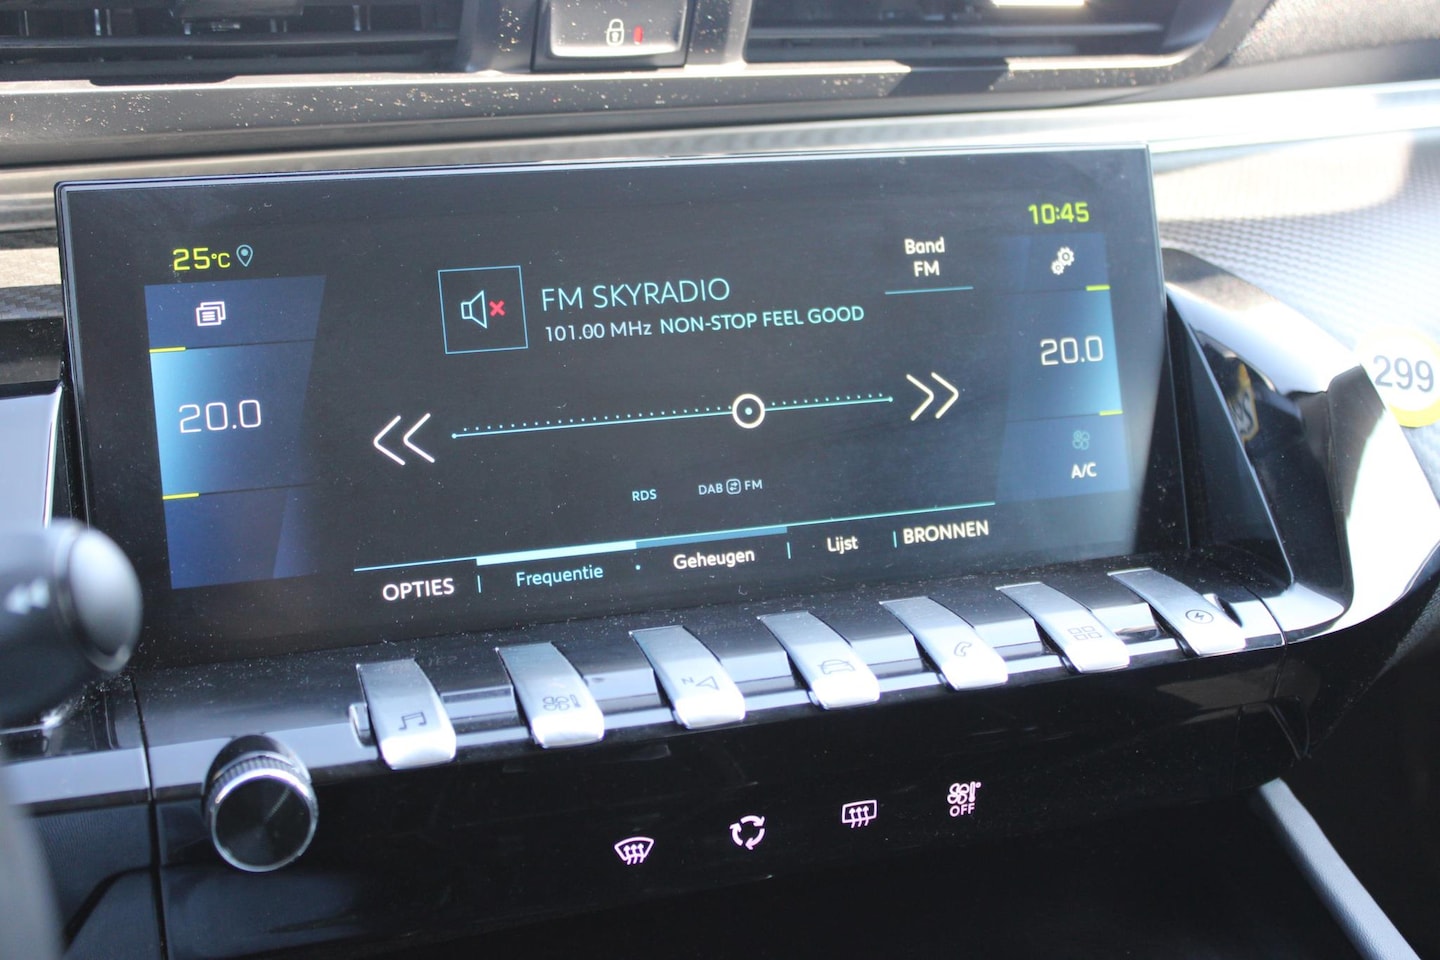 10:45
25°C
Band
FM
FM SKYRADIO
101.00 MHz NON-STOP FEEL GOOD
20.0
20.0
299
A/C
RDS
DAB FM
OPTIES | Frequentie · Geheugen | Lijst | BRONNEN
N
OFF